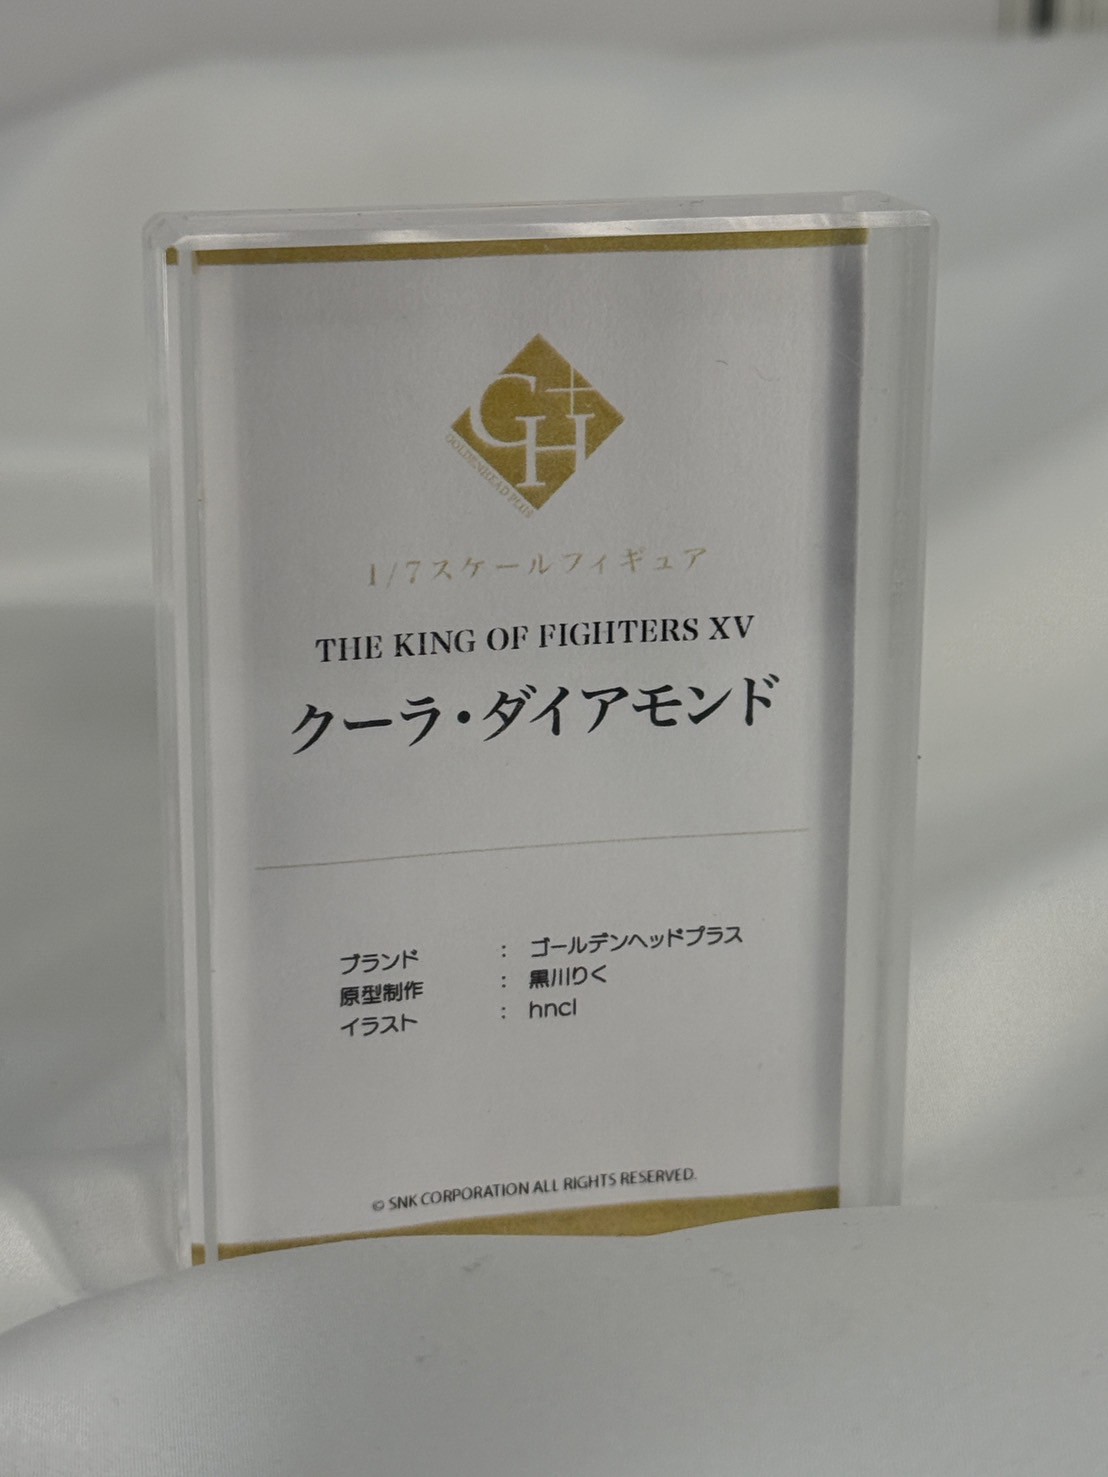 GH+
GOLDENHEAD PLUS
1/7スケールフィギュア
THE KING OF FIGHTERS XV
クーラ・ダイアモンド
ブランド : ゴールデンヘッドプラス
原型制作 : 黒川りく
イラスト : hncl
© SNK CORPORATION ALL RIGHTS RESERVED.